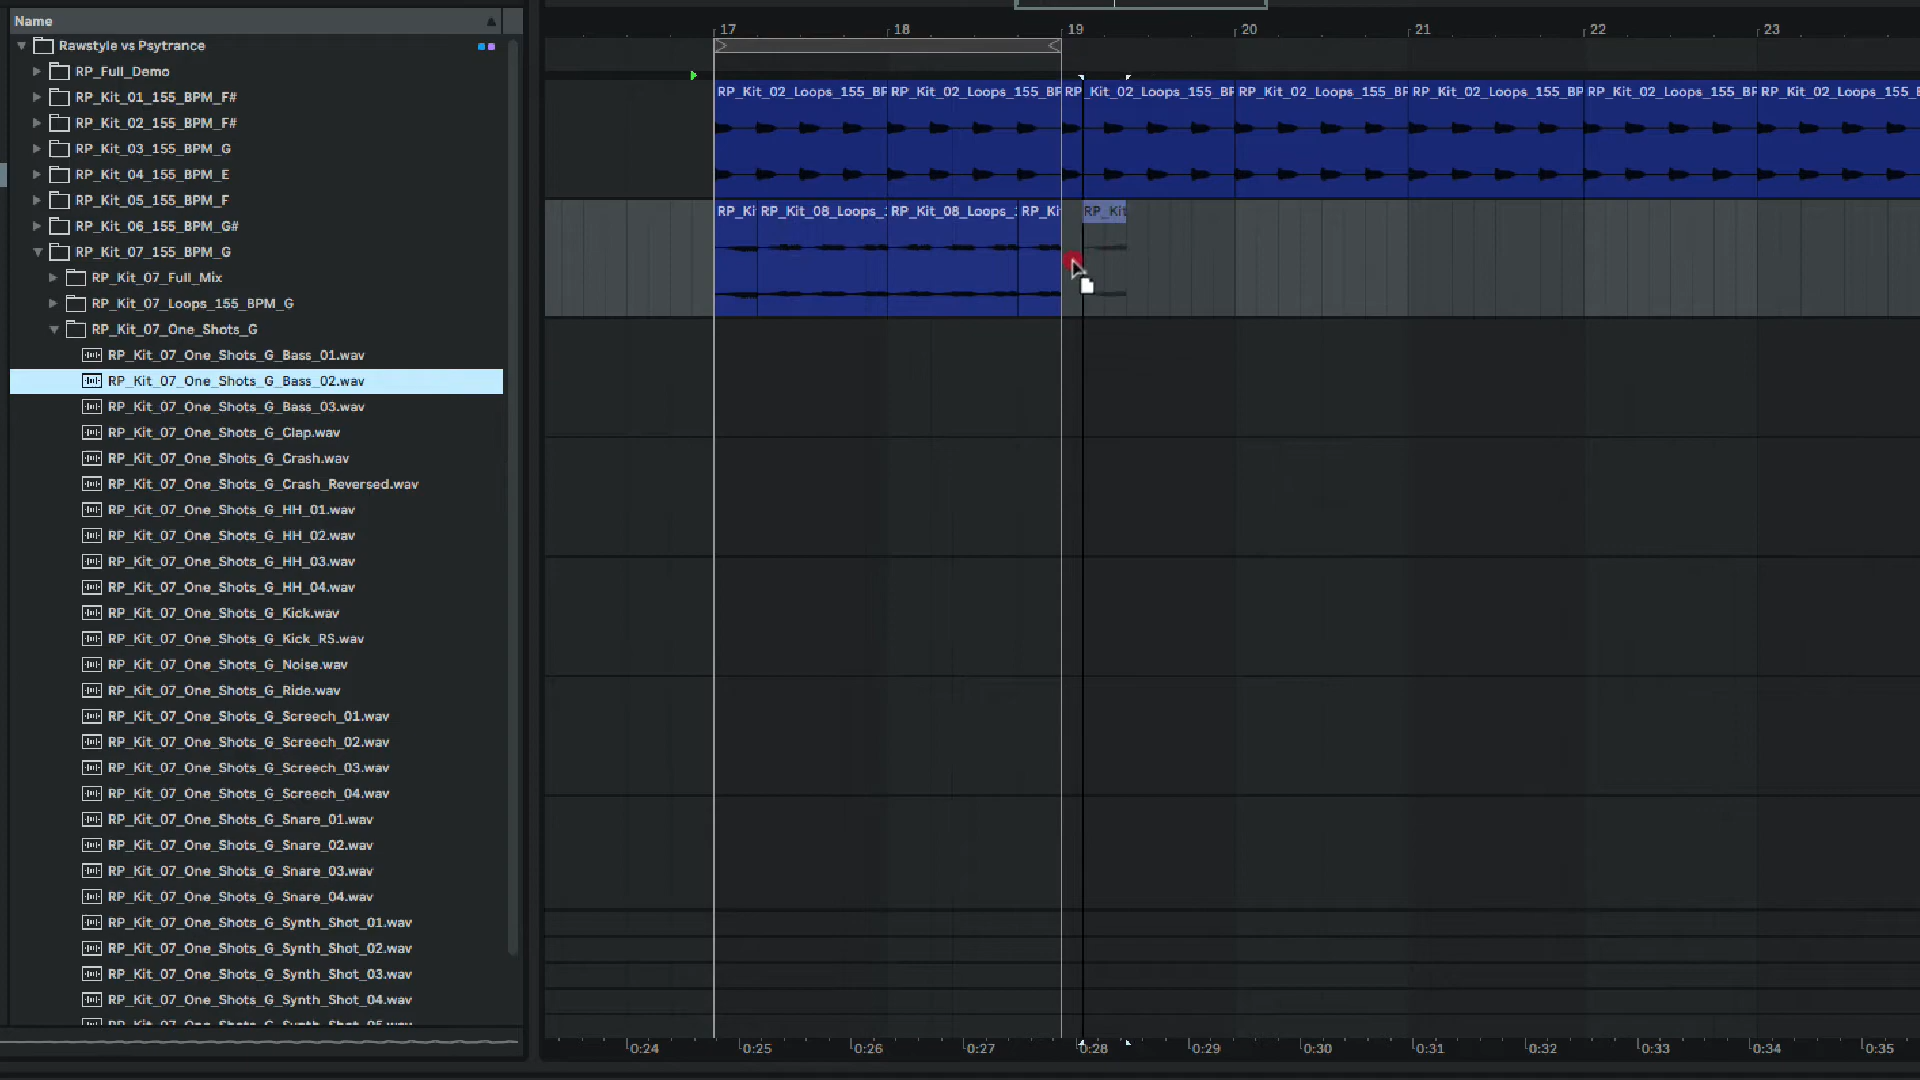 Name
Rawstyle vs Psytrance
RP_Full_Demo
RP_Kit_01_155_BPM_F#
RP_Kit_02_155_BPM_F#
RP_Kit_03_155_BPM_G
RP_Kit_04_155_BPM_E
RP_Kit_05_155_BPM_F
RP_Kit_06_155_BPM_G#
RP_Kit_07_155_BPM_G
RP_Kit_07_Full_Mix
RP_Kit_07_Loops_155_BPM_G
RP_Kit_07_One_Shots_G
RP_Kit_07_One_Shots_G_Bass_01.wav
RP_Kit_07_One_Shots_G_Bass_02.wav
RP_Kit_07_One_Shots_G_Bass_03.wav
RP_Kit_07_One_Shots_G_Clap.wav
RP_Kit_07_One_Shots_G_Crash.wav
RP_Kit_07_One_Shots_G_Crash_Reversed.wav
RP_Kit_07_One_Shots_G_HH_01.wav
RP_Kit_07_One_Shots_G_HH_02.wav
RP_Kit_07_One_Shots_G_HH_03.wav
RP_Kit_07_One_Shots_G_HH_04.wav
RP_Kit_07_One_Shots_G_Kick.wav
RP_Kit_07_One_Shots_G_Kick_RS.wav
RP_Kit_07_One_Shots_G_Noise.wav
RP_Kit_07_One_Shots_G_Ride.wav
RP_Kit_07_One_Shots_G_Screech_01.wav
RP_Kit_07_One_Shots_G_Screech_02.wav
RP_Kit_07_One_Shots_G_Screech_03.wav
RP_Kit_07_One_Shots_G_Screech_04.wav
RP_Kit_07_One_Shots_G_Snare_01.wav
RP_Kit_07_One_Shots_G_Snare_02.wav
RP_Kit_07_One_Shots_G_Snare_03.wav
RP_Kit_07_One_Shots_G_Snare_04.wav
RP_Kit_07_One_Shots_G_Synth_Shot_01.wav
RP_Kit_07_One_Shots_G_Synth_Shot_02.wav
RP_Kit_07_One_Shots_G_Synth_Shot_03.wav
RP_Kit_07_One_Shots_G_Synth_Shot_04.wav
17 18 19 20 21 22 23
RP_Kit_02_Loops_155_BP RP_Kit_02_Loops_155_BP RP_Kit_02_Loops_155_BP RP_Kit_02_Loops_155_BP RP_Kit_02_Loops_155_BP RP_Kit_02_Loops_155_BP RP_Kit_02_Loops_155_B
RP_Ki RP_Kit_08_Loops_ RP_Kit_08_Loops_ RP_Ki RP_Kit
0:24 0:25 0:26 0:27 0:28 0:29 0:30 0:31 0:32 0:33 0:34 0:35